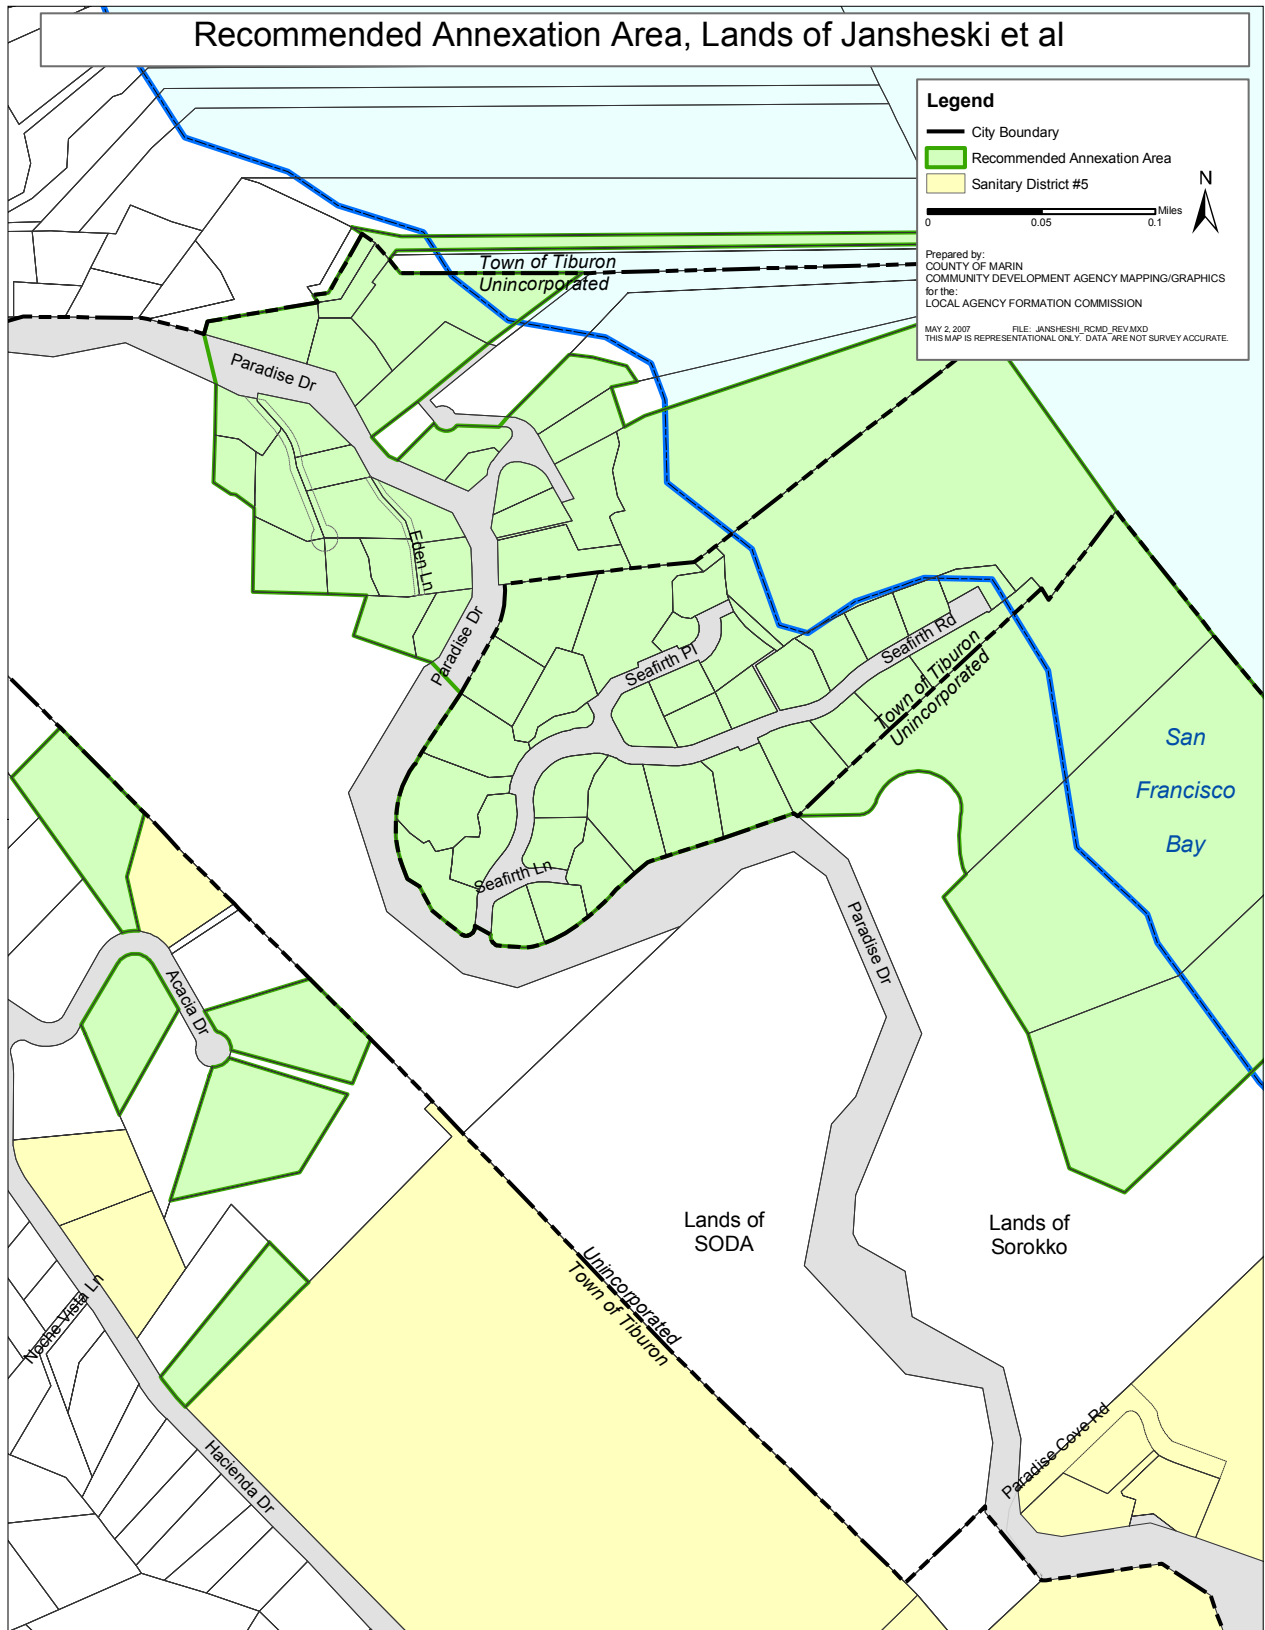 Recommended Annexation Area, Lands of Jansheski et al
Legend
City Boundary
Recommended Annexation Area
Sanitary District #5
N
Miles
0 0.05 0.1
Prepared by:
COUNTY OF MARIN
COMMUNITY DEVELOPMENT AGENCY MAPPING/GRAPHICS
for the:
LOCAL AGENCY FORMATION COMMISSION
MAY 2, 2007 FILE: JANSHESHI_RCMD_REV.MXD
THIS MAP IS REPRESENTATIONAL ONLY. DATA ARE NOT SURVEY ACCURATE.
Town of Tiburon
Unincorporated
Paradise Dr
Eden Ln
Paradise Dr
Seafirth Pl
Seafirth Rd
Town of Tiburon
Unincorporated
San
Francisco
Bay
Seafirth Ln
Paradise Dr
Acacia Dr
Lands of
SODA
Lands of
Sorokko
Unincorporated
Town of Tiburon
Noche Vista Ln
Hacienda Dr
Paradise Cove Rd